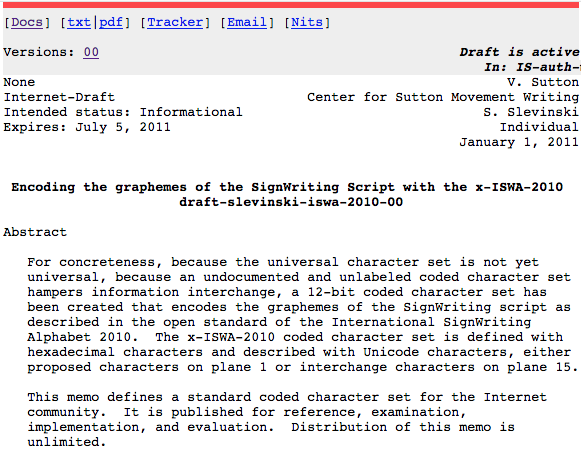 [Docs] [txt|pdf] [Tracker] [Email] [Nits]
Versions: 00 Draft is active
In: IS-auth-
None V. Sutton
Internet-Draft Center for Sutton Movement Writing
Intended status: Informational S. Slevinski
Expires: July 5, 2011 Individual
January 1, 2011
Encoding the graphemes of the SignWriting Script with the x-ISWA-2010
draft-slevinski-iswa-2010-00
Abstract
For concreteness, because the universal character set is not yet
universal, because an undocumented and unlabeled coded character set
hampers information interchange, a 12-bit coded character set has
been created that encodes the graphemes of the SignWriting script as
described in the open standard of the International SignWriting
Alphabet 2010. The x-ISWA-2010 coded character set is defined with
hexadecimal characters and described with Unicode characters, either
proposed characters on plane 1 or interchange characters on plane 15.
This memo defines a standard coded character set for the Internet
community. It is published for reference, examination,
implementation, and evaluation. Distribution of this memo is
unlimited.